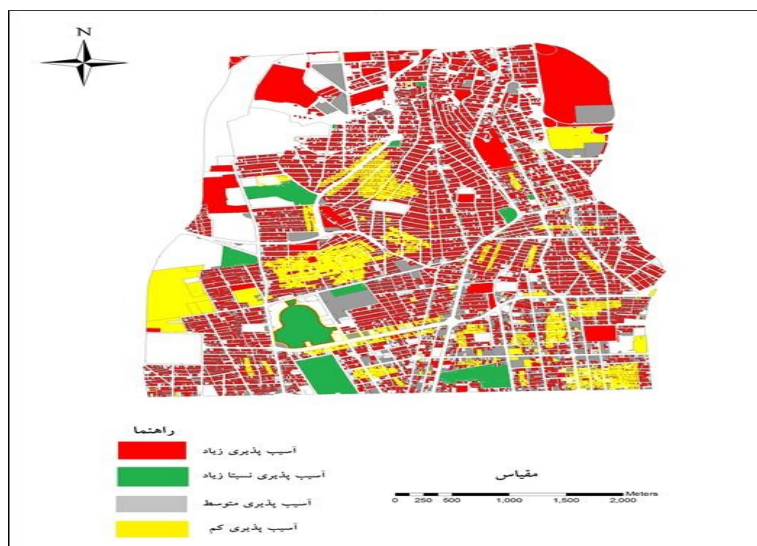 N
راهنما
آسیب پذیری زیاد
آسیب پذیری نسبتا زیاد
آسیب پذیری متوسط
آسیب پذیری کم
مقیاس
Meters
0 250 500 1,000 1,500 2,000